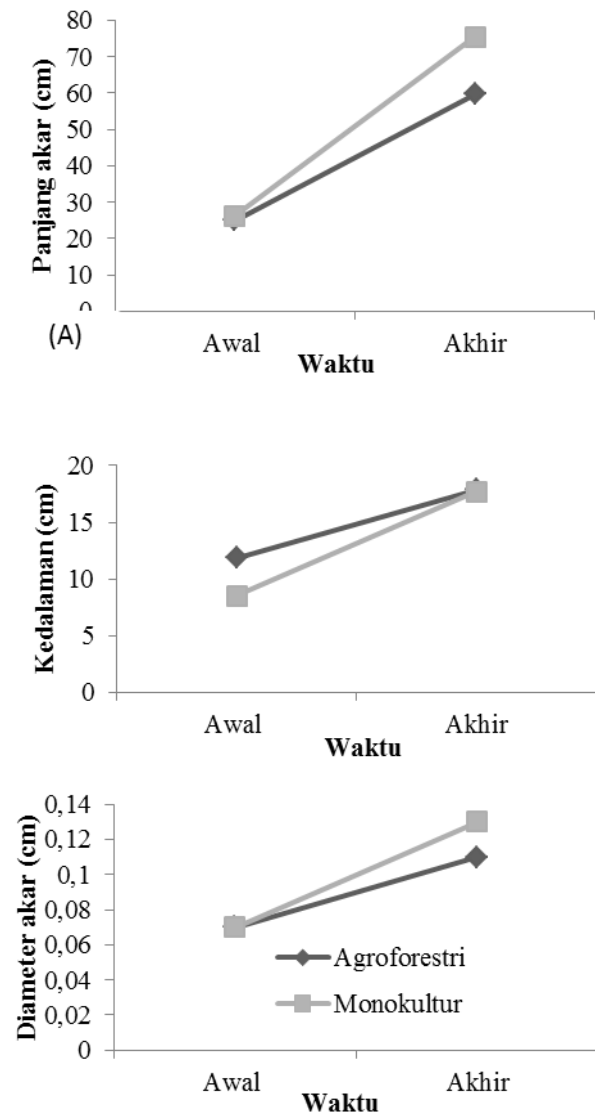 Panjang akar (cm)
80
70
60
50
40
30
20
10
0
(A)
Awal
Akhir
Waktu
Kedalaman (cm)
20
15
10
5
0
Awal
Akhir
Waktu
Diameter akar (cm)
0,14
0,12
0,1
0,08
0,06
0,04
0,02
0
Agroforestri
Monokultur
Awal
Akhir
Waktu